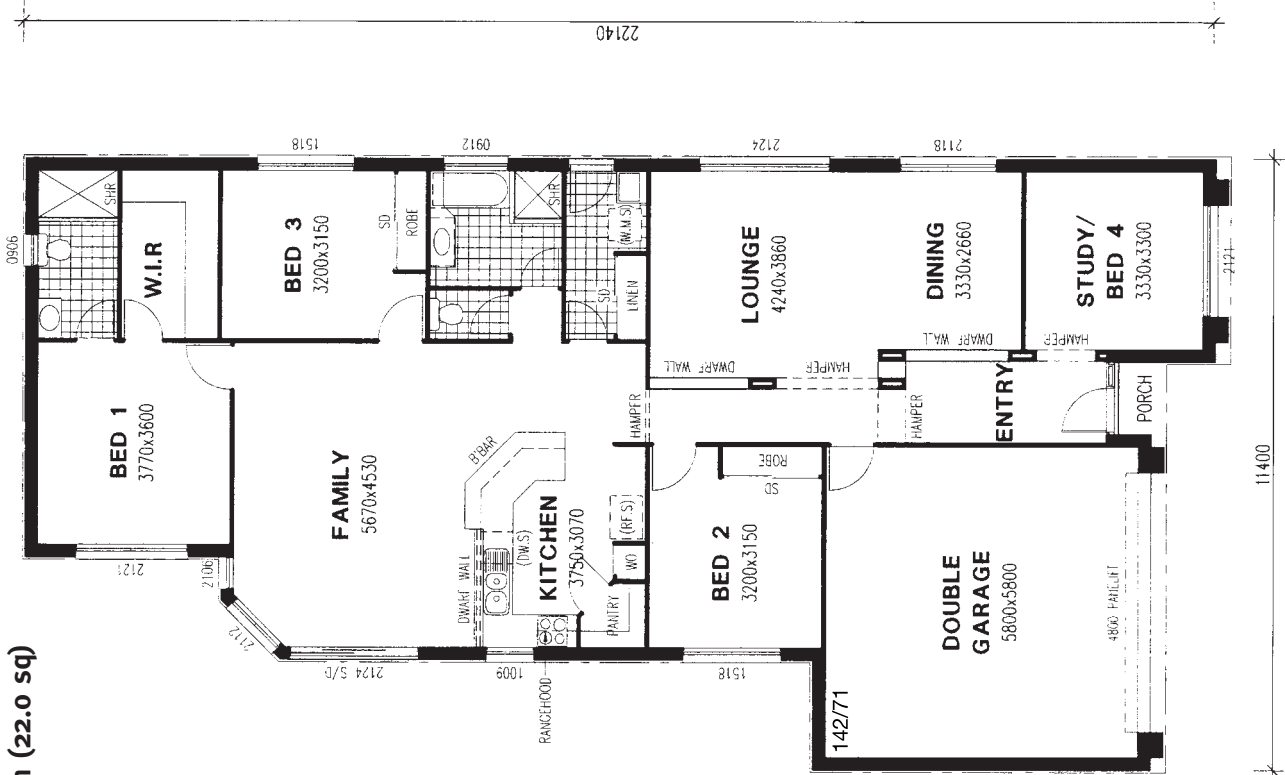 (22.0 sq)
22140
11400
0906
1518
0912
2124
2118
2121
SHR
W.I.R
BED 3
3200x3150
SD
ROBE
SHR
(W.M.S)
SD
LINEN
LOUNGE
4240x3860
DINING
3330x2660
STUDY/
BED 4
3330x3300
DWARF WALL
HAMPER
DWARF WALL
HAMPER
HAMPER
HAMPER
ENTRY
PORCH
BED 1
3770x3600
FAMILY
5670x4530
B'BAR
KITCHEN
3750x3070
(D.W.S)
(RF.S)
WO
PANTRY
DWARF WALL
BED 2
3200x3150
ROBE
SD
DOUBLE
GARAGE
5800x5800
4800 PANELIFT
142/71
2121
2106
2112
2124 S/D
1009
RANGEHOOD
1518